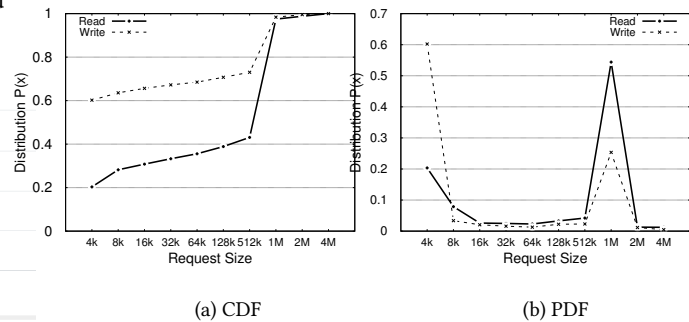 Distribution P(x)
1
0.8
0.6
0.4
0.2
0
Read
Write
4k 8k 16k 32k 64k 128k 512k 1M 2M 4M
Request Size
(a) CDF
Distribution P(x)
0.7
0.6
0.5
0.4
0.3
0.2
0.1
0
Read
Write
4k 8k 16k 32k 64k 128k 512k 1M 2M 4M
Request Size
(b) PDF